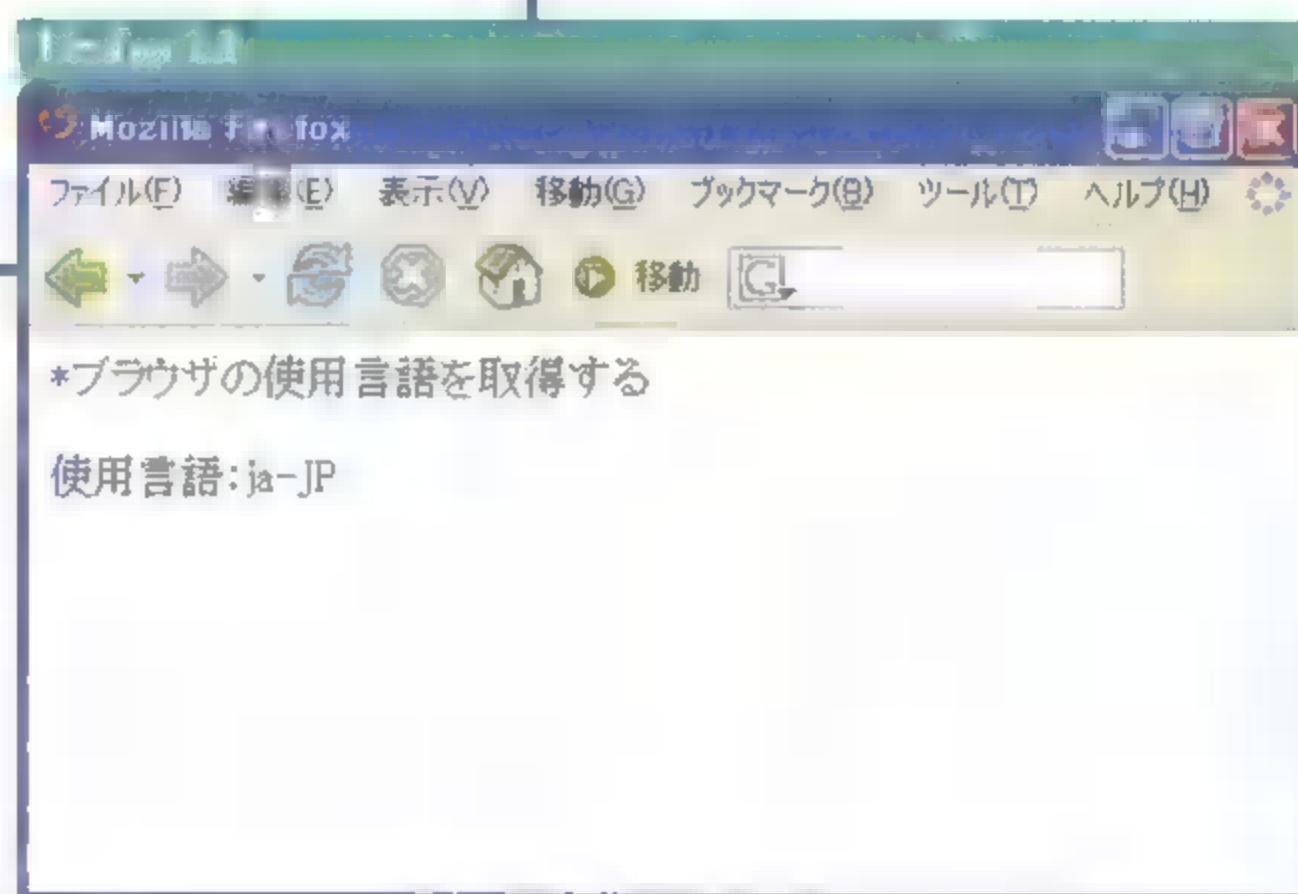 Mozilla Firefox
ファイル(F) 編集(E) 表示(V) 移動(G) ブックマーク(B) ツール(T) ヘルプ(H)
移動 G
*ブラウザの使用言語を取得する
使用言語:ja-JP